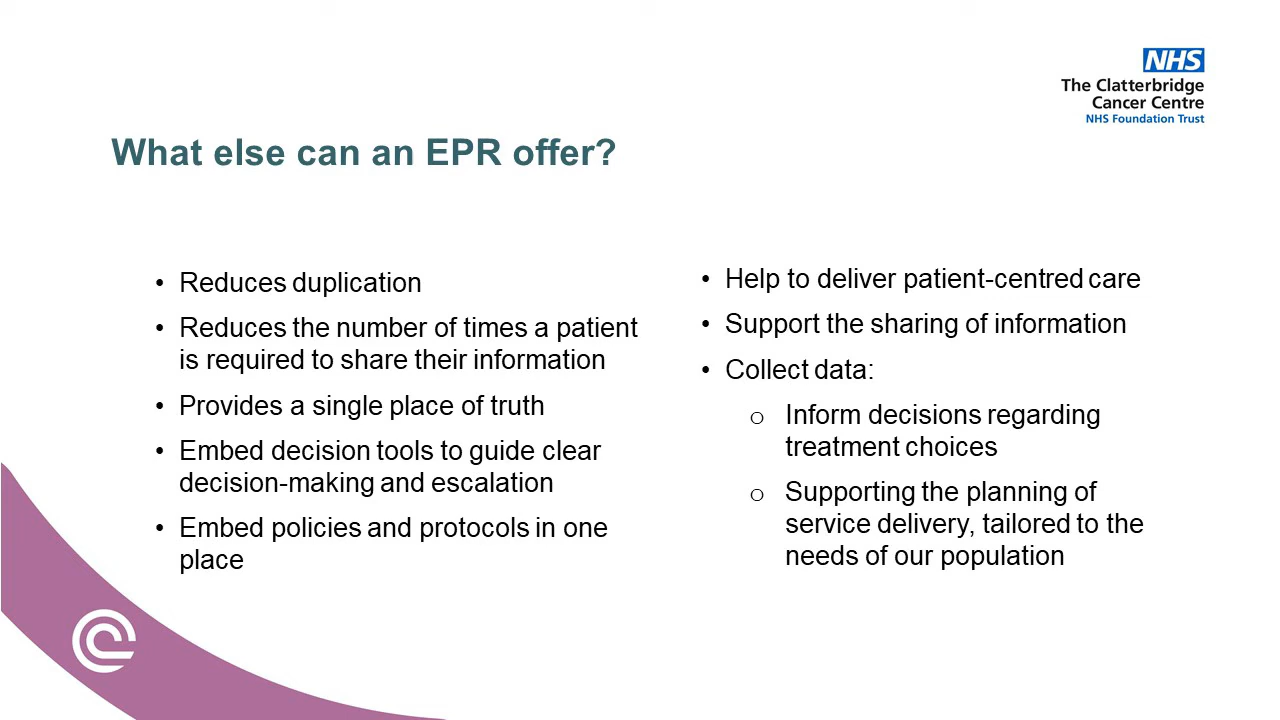 NHS
The Clatterbridge
Cancer Centre
NHS Foundation Trust
What else can an EPR offer?
• Reduces duplication
• Reduces the number of times a patient
is required to share their information
• Provides a single place of truth
• Embed decision tools to guide clear
decision-making and escalation
• Embed policies and protocols in one
place
• Help to deliver patient-centred care
• Support the sharing of information
• Collect data:
o Inform decisions regarding
treatment choices
o Supporting the planning of
service delivery, tailored to the
needs of our population